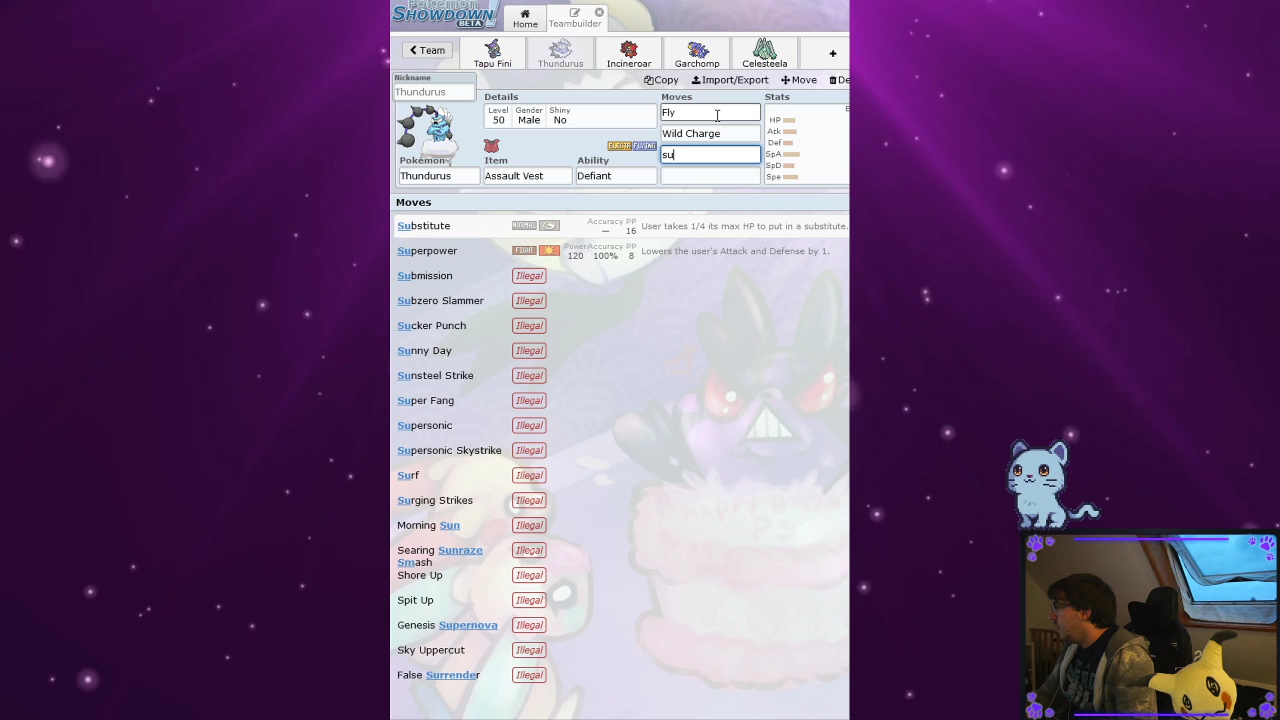 Pokémon
SHOWDOWN
BETA
Home
Teambuilder
Team
Tapu Fini
Thundurus
Incineroar
Garchomp
Celesteela
+
Copy
Import/Export
Move
De
Nickname
Thundurus
Details
Level
50
Gender
Male
Shiny
No
ELECTR
FLYING
Pokémon
Thundurus
Item
Assault Vest
Ability
Defiant
Moves
Fly
Wild Charge
su
Stats
E
HP
Atk
Def
SpA
SpD
Spe
Moves
Substitute NORMAL Accuracy — PP 16 User takes 1/4 its max HP to put in a substitute.
Superpower FIGHT Power 120 Accuracy 100% PP 8 Lowers the user's Attack and Defense by 1.
Submission Illegal
Subzero Slammer Illegal
Sucker Punch Illegal
Sunny Day Illegal
Sunsteel Strike Illegal
Super Fang Illegal
Supersonic Illegal
Supersonic Skystrike Illegal
Surf Illegal
Surging Strikes Illegal
Morning Sun Illegal
Searing Sunraze
Smash Illegal
Shore Up Illegal
Spit Up Illegal
Genesis Supernova Illegal
Sky Uppercut Illegal
False Surrender Illegal